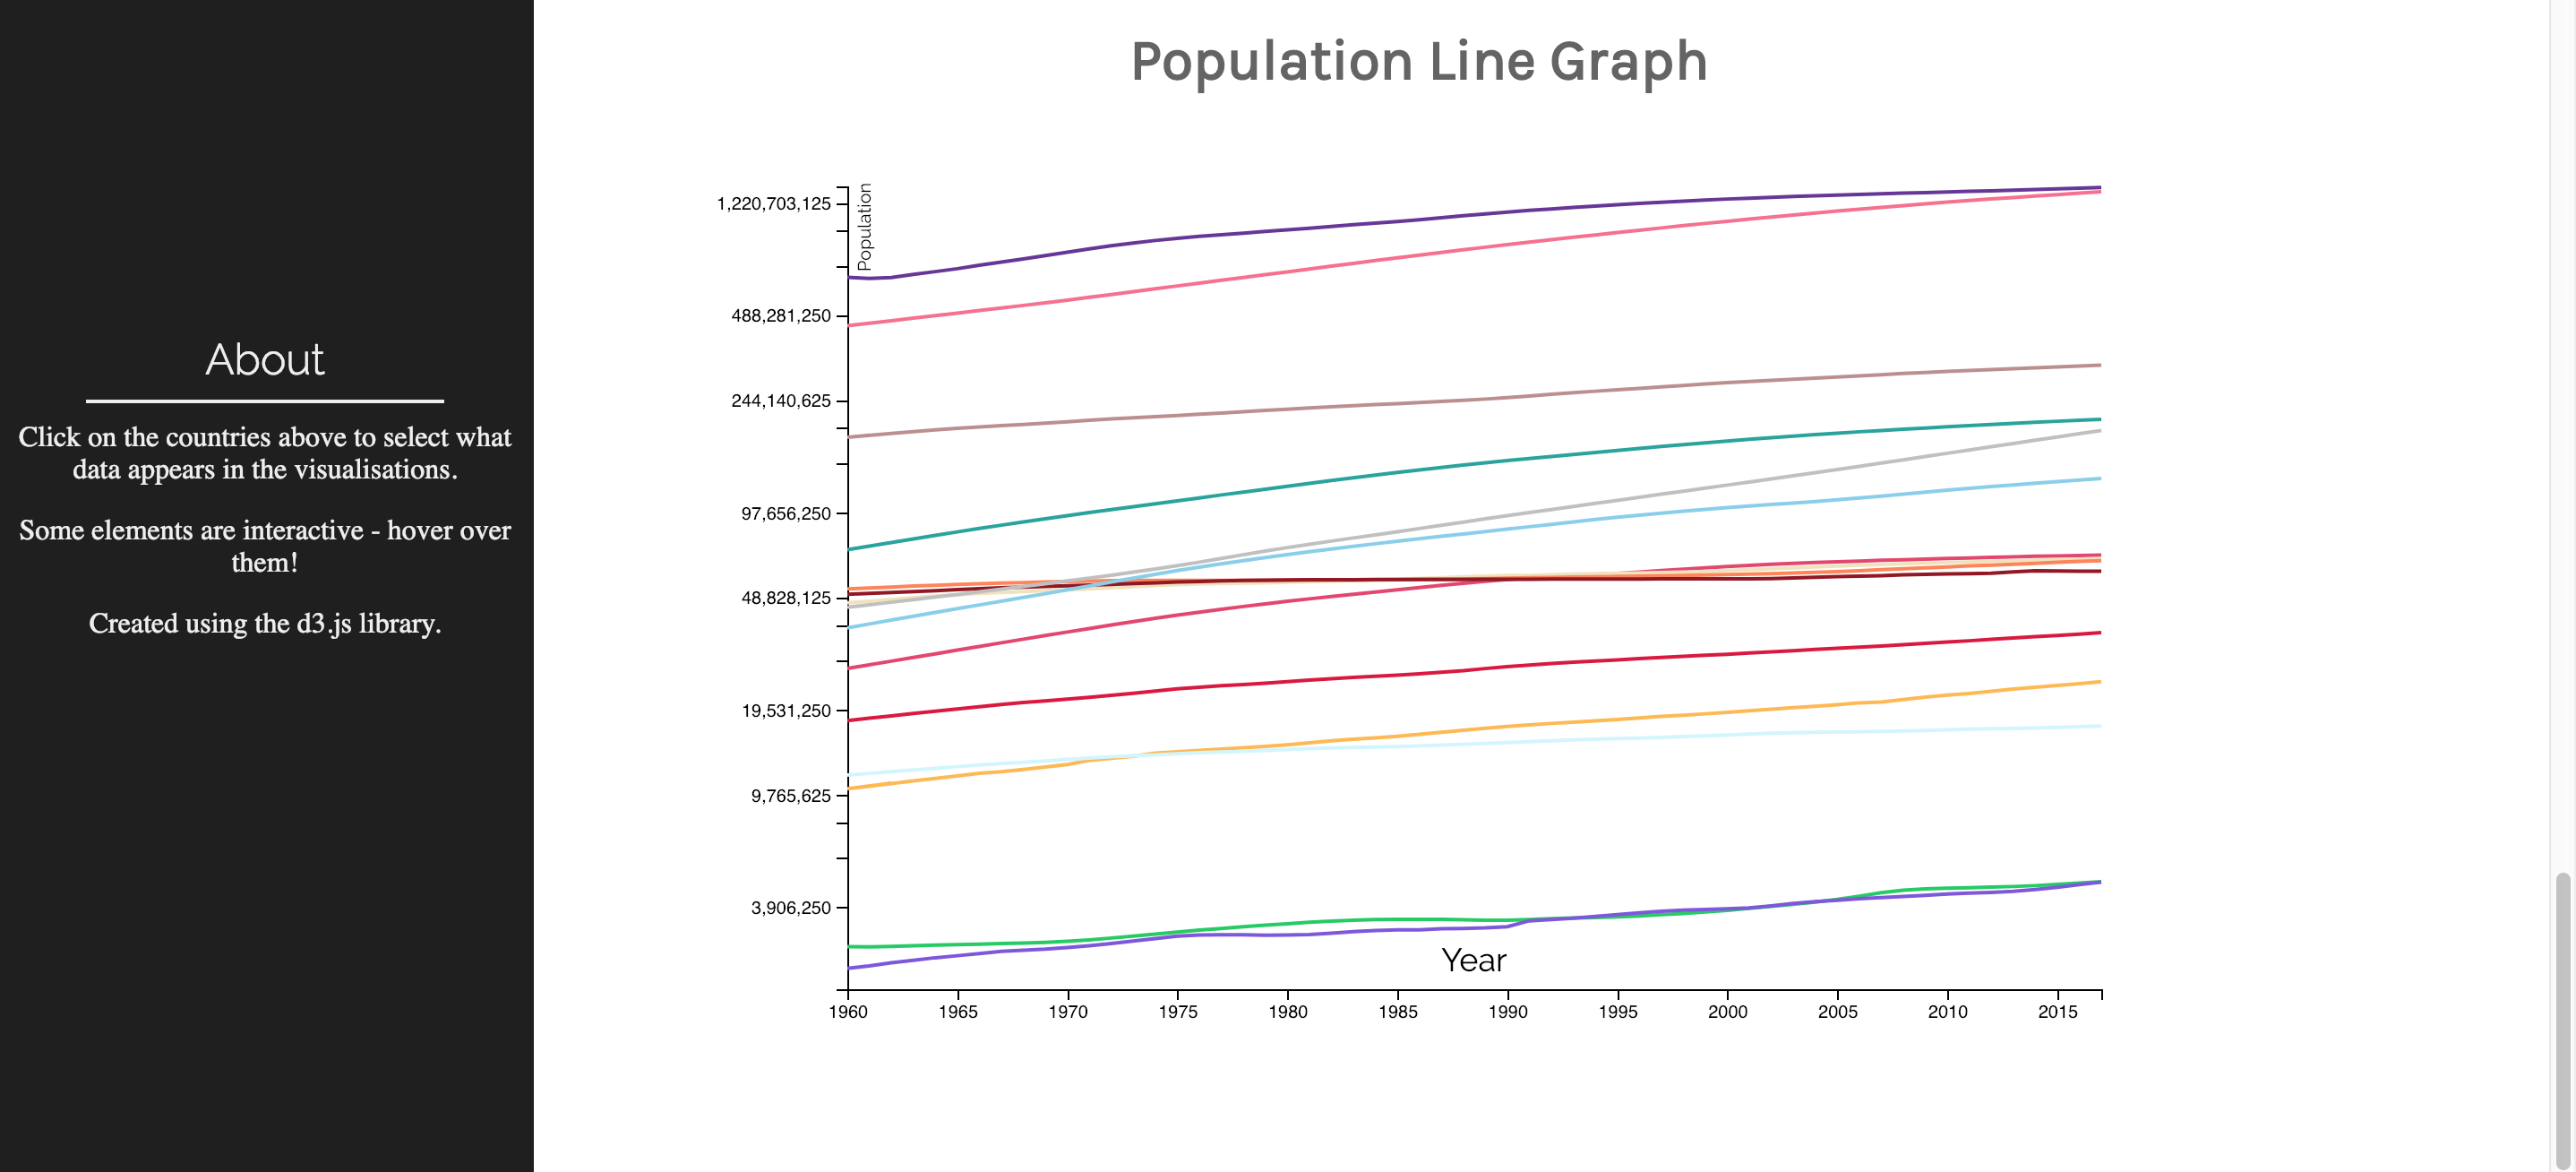 Population Line Graph
About
Click on the countries above to select what
data appears in the visualisations.
Some elements are interactive - hover over
them!
Created using the d3.js library.
Population
1,220,703,125
488,281,250
244,140,625
97,656,250
48,828,125
19,531,250
9,765,625
3,906,250
Year
1960 1965 1970 1975 1980 1985 1990 1995 2000 2005 2010 2015